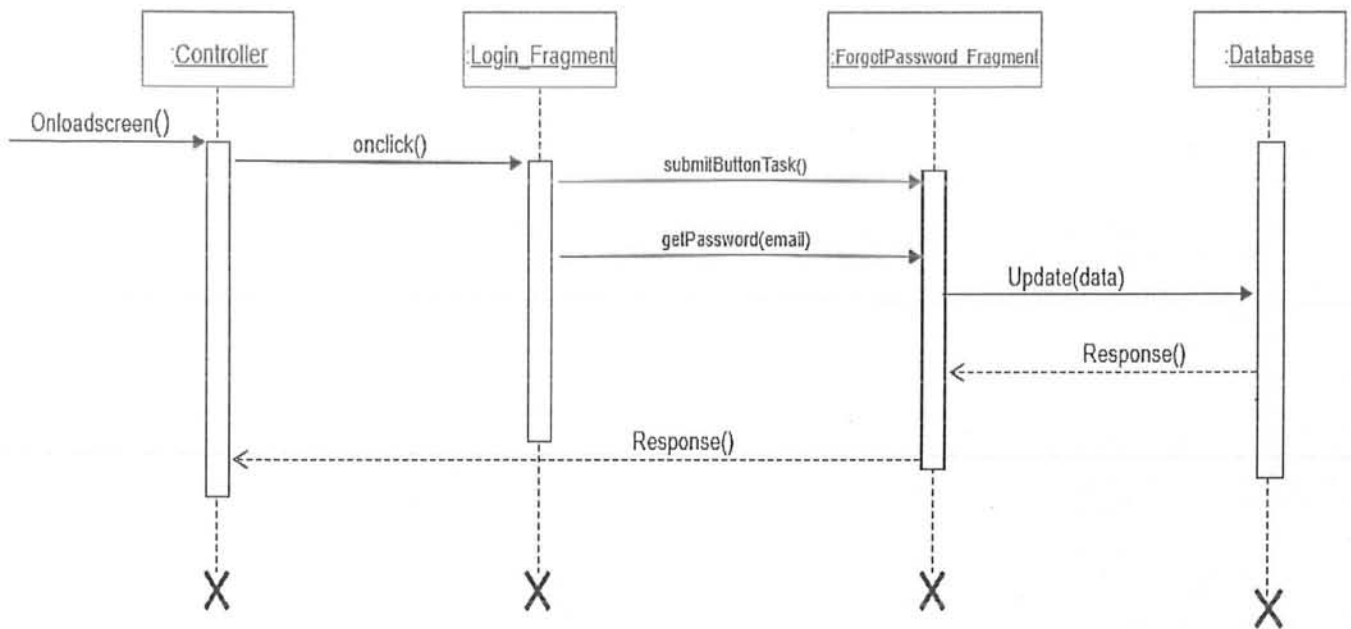 :Controller
:Login_Fragment
:ForgotPassword_Fragment
:Database
Onloadscreen()
onclick()
submitButtonTask()
getPassword(email)
Update(data)
Response()
Response()